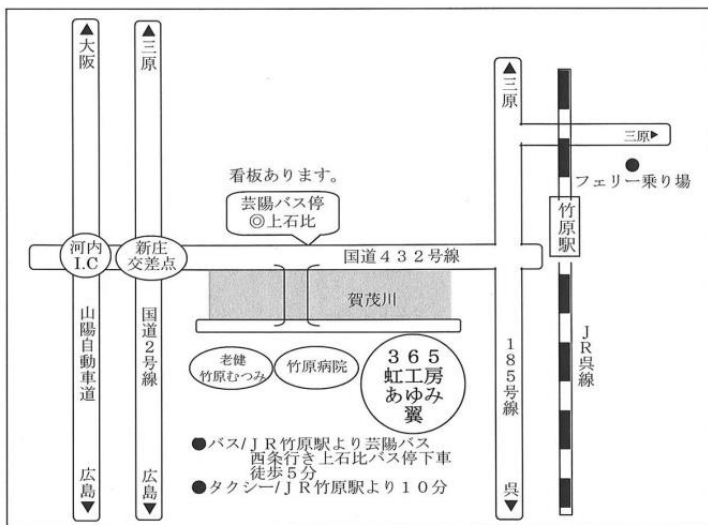 ▲大阪
▲三原
▲三原
三原▶
フェリー乗り場
看板あります。
芸陽バス停
◎上石比
竹原駅
河内
I.C
新庄
交差点
国道432号線
賀茂川
山陽自動車道
国道2号線
185号線
JR呉線
老健
竹原むつみ
竹原病院
365
虹工房
あゆみ
翼
●バス/JR竹原駅より芸陽バス
西条行き上石比バス停下車
徒歩5分
●タクシー/JR竹原駅より10分
広島▼
広島▼
呉▼